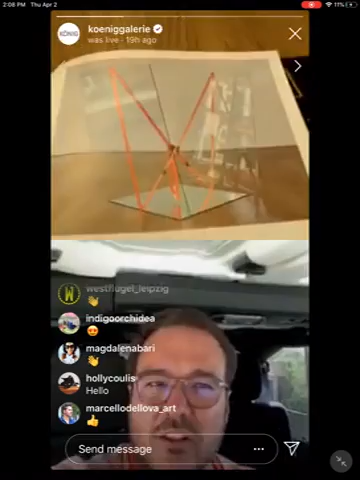 2:08 PM Thu Apr 2
11%
KÖNIG
koeniggalerie
was live • 19h ago
W
westflugel_leipzig
👋
indigoorchidea
😍
magdalenabari
👋
hollycoulis
Hello
marcellodellova_art
👍
Send message